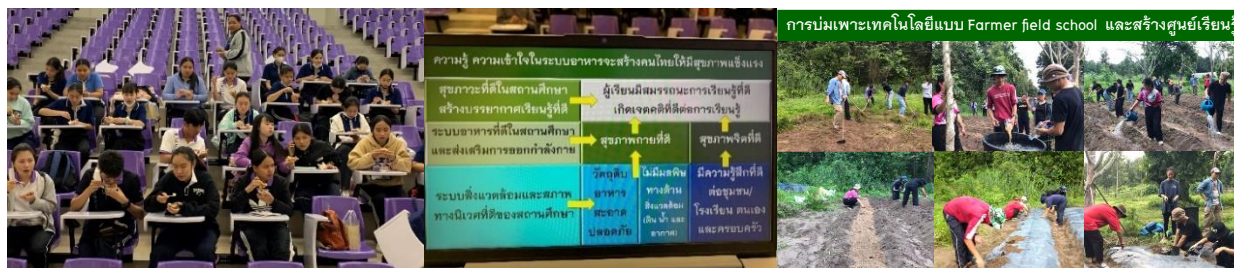 ความรู้ ความเข้าใจในระบบอาหารจะสร้างคนไทยให้มีสุขภาพแข็งแรง
สุขภาวะที่ดีในสถานศึกษา
สร้างบรรยากาศเรียนรู้ที่ดี
ผู้เรียนมีสมรรถนะการเรียนรู้ที่ดี
เกิดเจตคติที่ดีต่อการเรียนรู้
ระบบอาหารที่ดีในสถานศึกษา
และส่งเสริมการออกกำลังกาย
สุขภาพกายที่ดี
สุขภาพจิตที่ดี
ระบบสิ่งแวดล้อมและสภาพ
ทางนิเวศที่ดีของสถานศึกษา
วัตถุดิบ
อาหาร
สะอาด
ปลอดภัย
ไม่มีมลพิษ
ทางด้าน
สิ่งแวดล้อม
(ดิน น้ำ และ
อากาศ)
มีความรู้สึกที่ดี
ต่อชุมชน/
โรงเรียน ตนเอง
และครอบครัว
การบ่มเพาะเทคโนโลยีแบบ Farmer field school และสร้างศูนย์เรียนรู้